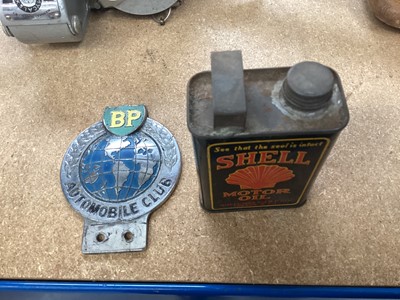 BP
AUTOMOBILE CLUB
See that the seal is intact
SHELL
MOTOR
OIL